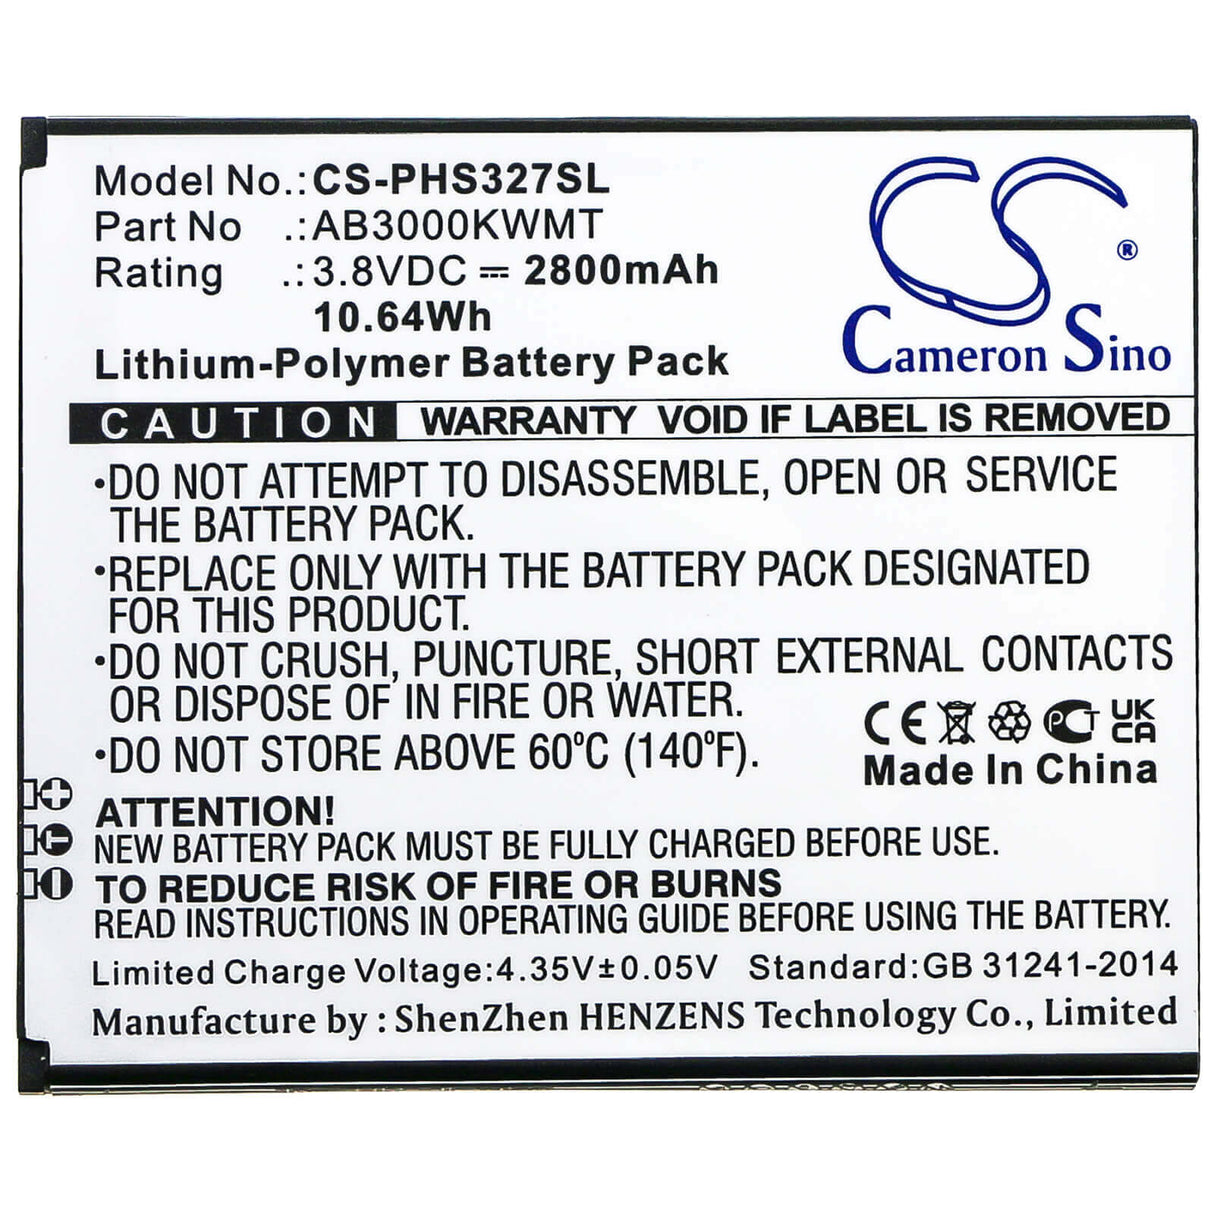 Model No.:CS-PHS327SL
Part No .:AB3000KWMT
Rating .:3.8VDC ⎓ 2800mAh
10.64Wh
Lithium-Polymer Battery Pack
CS ®
Cameron Sino
CAUTION WARRANTY VOID IF LABEL IS REMOVED
•DO NOT ATTEMPT TO DISASSEMBLE, OPEN OR SERVICE
THE BATTERY PACK.
•REPLACE ONLY WITH THE BATTERY PACK DESIGNATED
FOR THIS PRODUCT.
•DO NOT CRUSH, PUNCTURE, SHORT EXTERNAL CONTACTS
OR DISPOSE OF IN FIRE OR WATER.
•DO NOT STORE ABOVE 60°C (140°F).
CE PCT UK
CA
Made In China
ATTENTION!
NEW BATTERY PACK MUST BE FULLY CHARGED BEFORE USE.
TO REDUCE RISK OF FIRE OR BURNS
READ INSTRUCTIONS IN OPERATING GUIDE BEFORE USING THE BATTERY.
Limited Charge Voltage:4.35V±0.05V Standard:GB 31241-2014
Manufacture by : ShenZhen HENZENS Technology Co., Limited